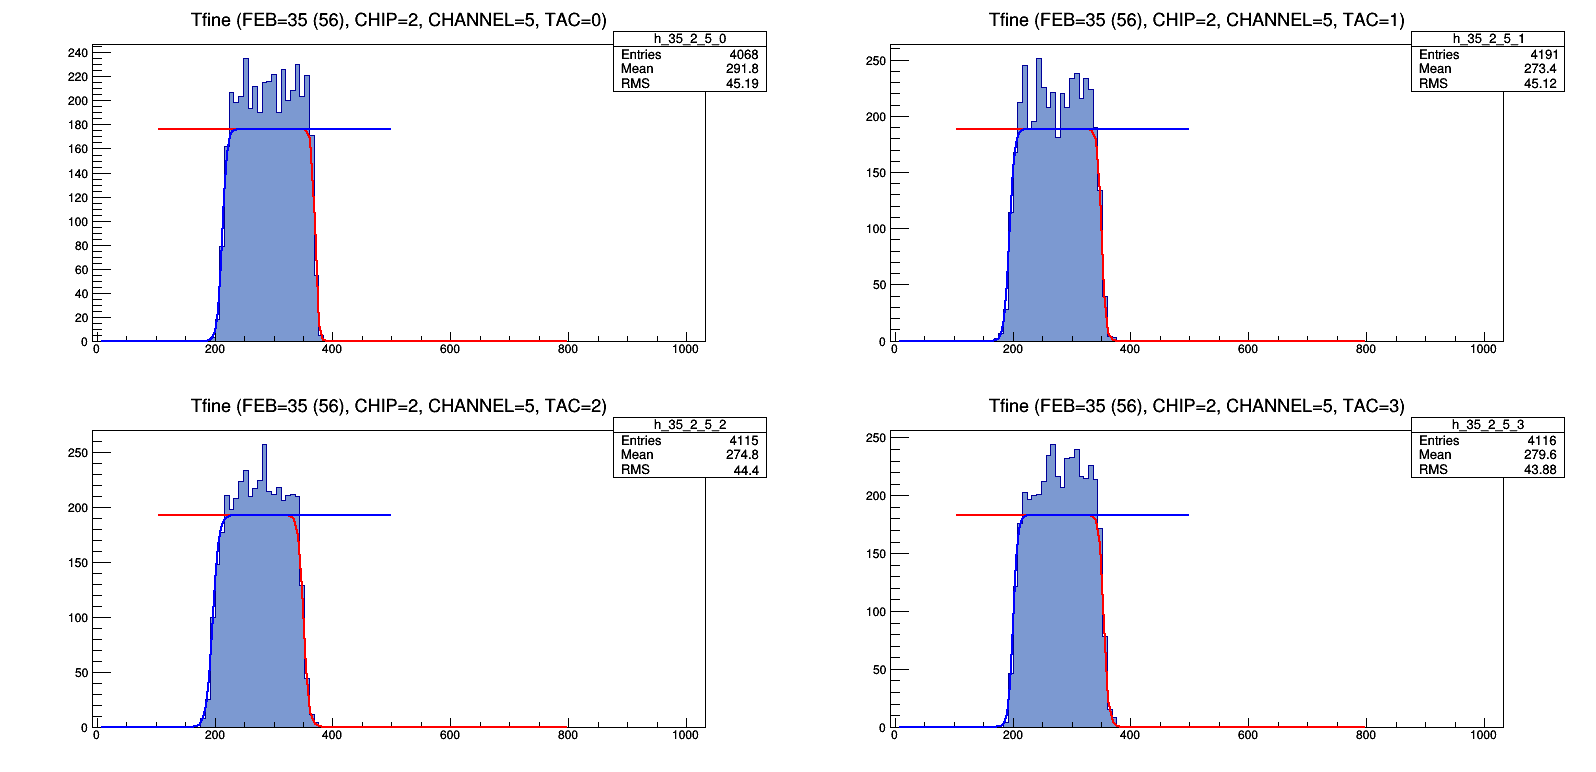 Tfine (FEB=35 (56), CHIP=2, CHANNEL=5, TAC=0)
h_35_2_5_0
Entries 4068
Mean 291.8
RMS 45.19
240
220
200
180
160
140
120
100
80
60
40
20
0
0 200 400 600 800 1000
Tfine (FEB=35 (56), CHIP=2, CHANNEL=5, TAC=1)
h_35_2_5_1
Entries 4191
Mean 273.4
RMS 45.12
250
200
150
100
50
0
0 200 400 600 800 1000
Tfine (FEB=35 (56), CHIP=2, CHANNEL=5, TAC=2)
h_35_2_5_2
Entries 4115
Mean 274.8
RMS 44.4
250
200
150
100
50
0
0 200 400 600 800 1000
Tfine (FEB=35 (56), CHIP=2, CHANNEL=5, TAC=3)
h_35_2_5_3
Entries 4116
Mean 279.6
RMS 43.88
250
200
150
100
50
0
0 200 400 600 800 1000